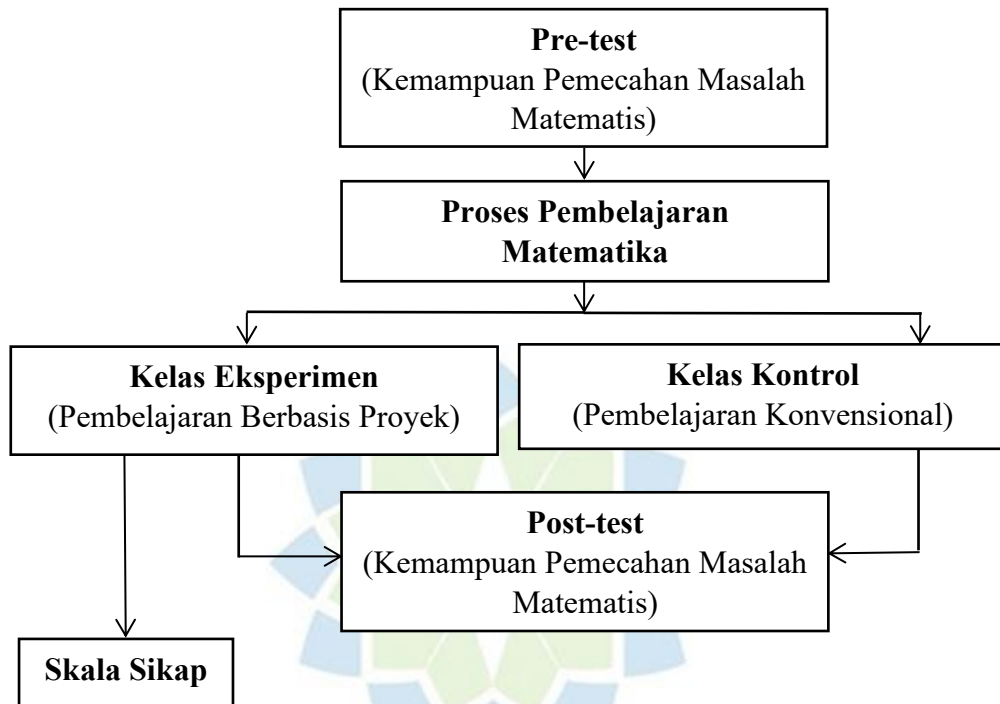 Pre-test
(Kemampuan Pemecahan Masalah
Matematis)
Proses Pembelajaran
Matematika
Kelas Eksperimen
(Pembelajaran Berbasis Proyek)
Kelas Kontrol
(Pembelajaran Konvensional)
Post-test
(Kemampuan Pemecahan Masalah
Matematis)
Skala Sikap